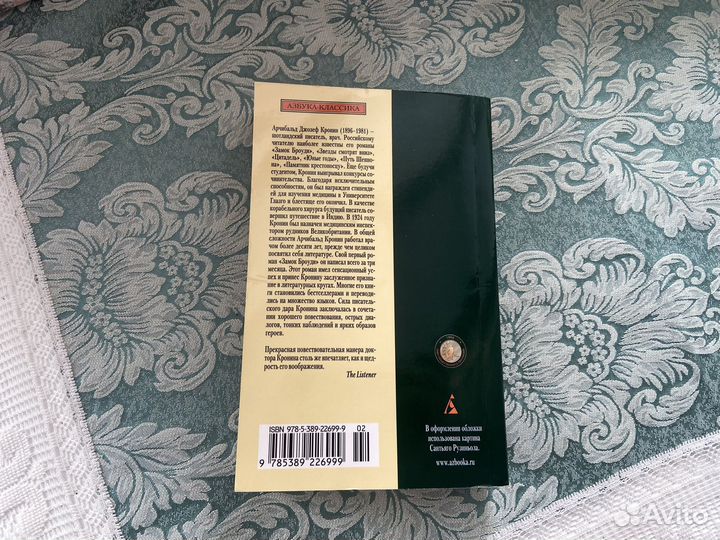 АЗБУКА-КЛАССИКА
Арчибальд Джозеф Кронин (1896–1981) –
шотландский писатель, врач. Российскому
читателю наиболее известны его романы
«Замок Броуди», «Звезды смотрят вниз»,
«Цитадель», «Юные годы», «Путь Шенно-
на», «Памятник крестоносцу». Еще будучи
студентом, Кронин выигрывал конкурсы со-
чинительства. Благодаря исключительным
способностям, он был награжден стипенди-
ей для изучения медицины в Университете
Глазго и блестяще его окончил. В качестве
корабельного хирурга будущий писатель со-
вершил путешествие в Индию. В 1924 году
Кронин был назначен медицинским инспек-
тором рудников Великобритании. В общей
сложности Арчибальд Кронин работал вра-
чом более десяти лет, прежде чем целиком
посвятил себя литературе. Свой первый ро-
ман «Замок Броуди» он написал всего за три
месяца. Этот роман имел сенсационный ус-
пех и принес Кронину заслуженное призна-
ние в литературных кругах. Многие его кни-
ги становились бестселлерами и переводи-
лись на множество языков. Сила писательс-
кого дара Кронина заключалась в сочета-
нии хорошего повествования, острых диа-
логов, тонких наблюдений и ярких образов
героев.
Прекрасная повествовательная манера док-
тора Кронина столь же впечатляет, как и щед-
рость его воображения.
The Listener
ISBN 978-5-389-22699-9
02
9 785389 226999
В оформлении обложки
использована картина
Сантьяго Русиньола.
www.azbooka.ru
Avito